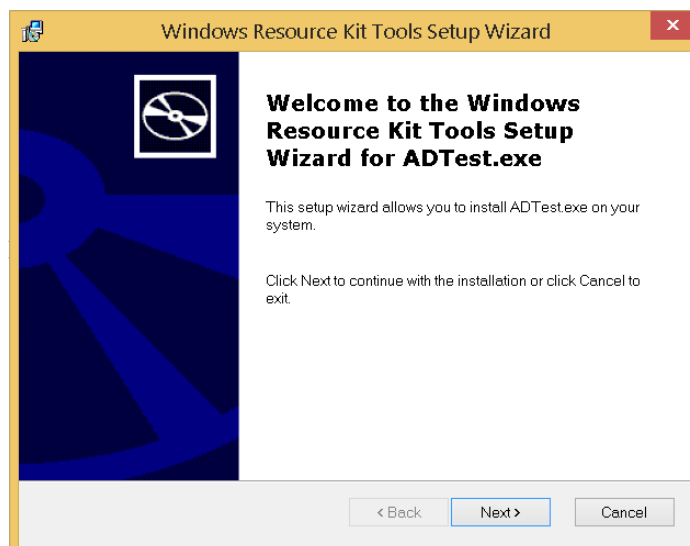 Windows Resource Kit Tools Setup Wizard
Welcome to the Windows
Resource Kit Tools Setup
Wizard for ADTest.exe
This setup wizard allows you to install ADTest.exe on your
system.
Click Next to continue with the installation or click Cancel to
exit.
< Back Next > Cancel